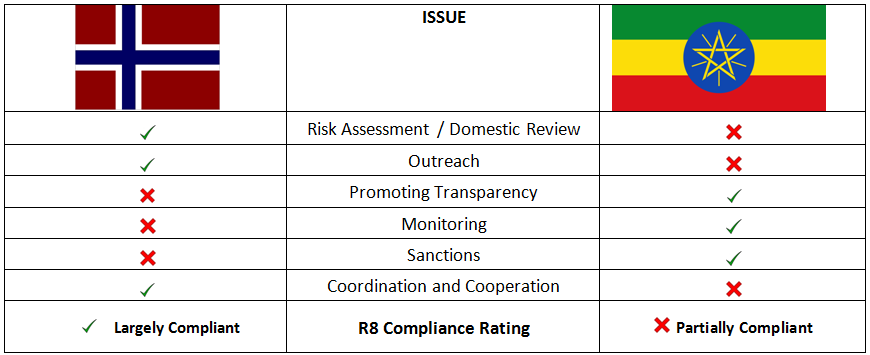 ISSUE
Risk Assessment / Domestic Review
Outreach
Promoting Transparency
Monitoring
Sanctions
Coordination and Cooperation
Largely Compliant R8 Compliance Rating Partially Compliant